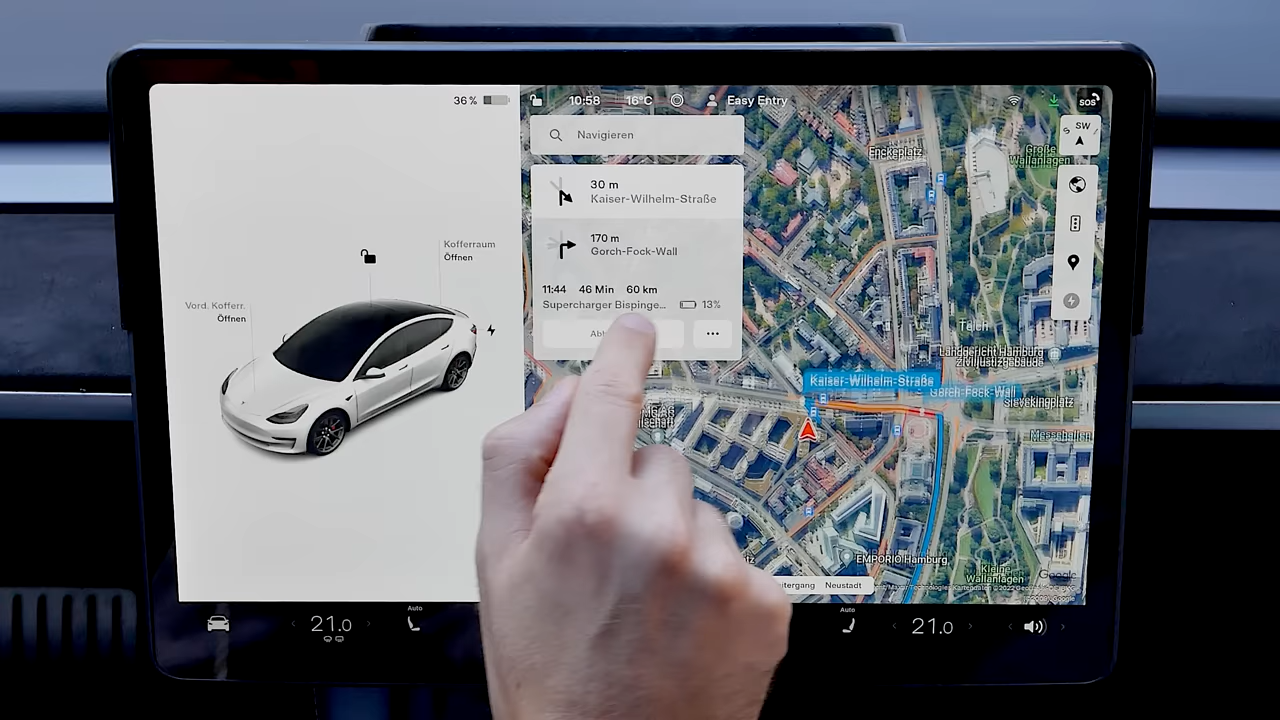 36 %
10:58
16°C
Easy Entry
SOS
Navigieren
SW
S
30 m
Kaiser-Wilhelm-Straße
170 m
Gorch-Fock-Wall
11:44 46 Min 60 km
Supercharger Bispinge... 13%
...
Kofferraum
Öffnen
Vord. Kofferr.
Öffnen
Enckeplatz
Große
Wallanlagen
Landgericht Hamburg
Ziviljustizgebäude
Kaiser-Wilhelm-Straße
Gorch-Fock-Wall
Sievekingplatz
Messehallen
EMPORIO Hamburg
Kleine
Wallanlagen
Google
Neustadt
Auto
21.0
Auto
21.0